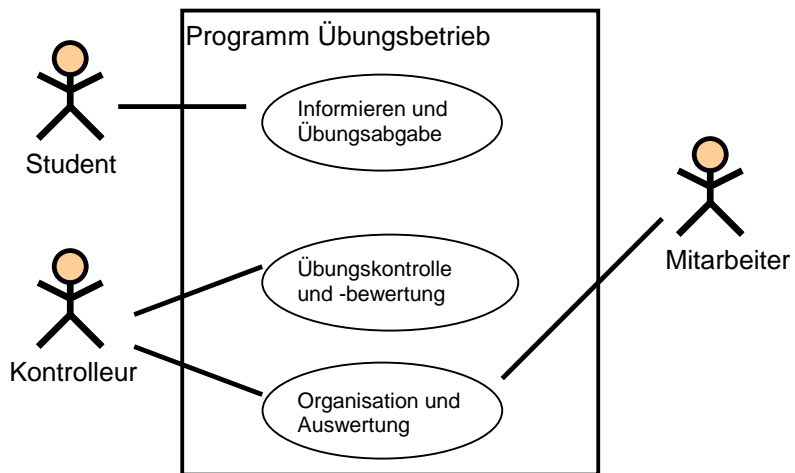 Programm Übungsbetrieb
Informieren und
Übungsabgabe
Student
Übungskontrolle
und -bewertung
Mitarbeiter
Kontrolleur
Organisation und
Auswertung